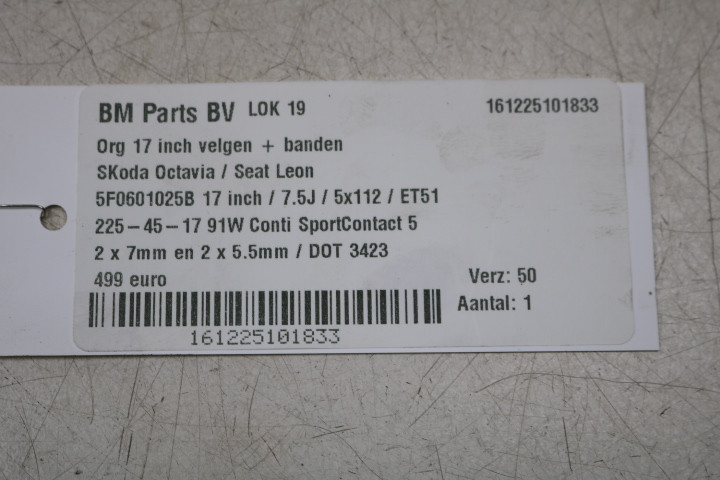 BM Parts BV LOK 19 161225101833
Org 17 inch velgen + banden
SKoda Octavia / Seat Leon
5F0601025B 17 inch / 7.5J / 5x112 / ET51
225-45-17 91W Conti SportContact 5
2 x 7mm en 2 x 5.5mm / DOT 3423
499 euro Verz: 50
Aantal: 1
161225101833